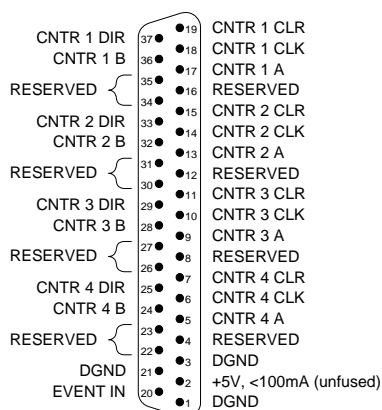 19 CNTR 1 CLR
CNTR 1 DIR 37
18 CNTR 1 CLK
CNTR 1 B 36
17 CNTR 1 A
35
RESERVED
16 RESERVED
34
15 CNTR 2 CLR
CNTR 2 DIR 33
14 CNTR 2 CLK
CNTR 2 B 32
13 CNTR 2 A
31
RESERVED
12 RESERVED
30
11 CNTR 3 CLR
CNTR 3 DIR 29
10 CNTR 3 CLK
CNTR 3 B 28
9 CNTR 3 A
27
RESERVED
8 RESERVED
26
7 CNTR 4 CLR
CNTR 4 DIR 25
6 CNTR 4 CLK
CNTR 4 B 24
5 CNTR 4 A
23
RESERVED
4 RESERVED
22
3 DGND
DGND 21
2 +5V, <100mA (unfused)
EVENT IN 20
1 DGND